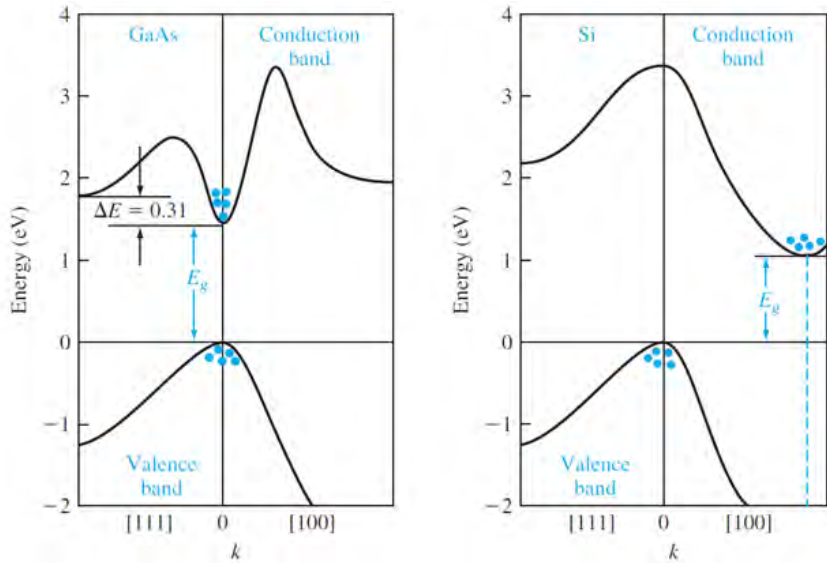 GaAs
Conduction
band
Energy (eV)
4
3
2
1
0
−1
−2
ΔE = 0.31
E_g
Valence
band
[111]
0
[100]
k
Si
Conduction
band
Energy (eV)
4
3
2
1
0
−1
−2
E_g
Valence
band
[111]
0
[100]
k